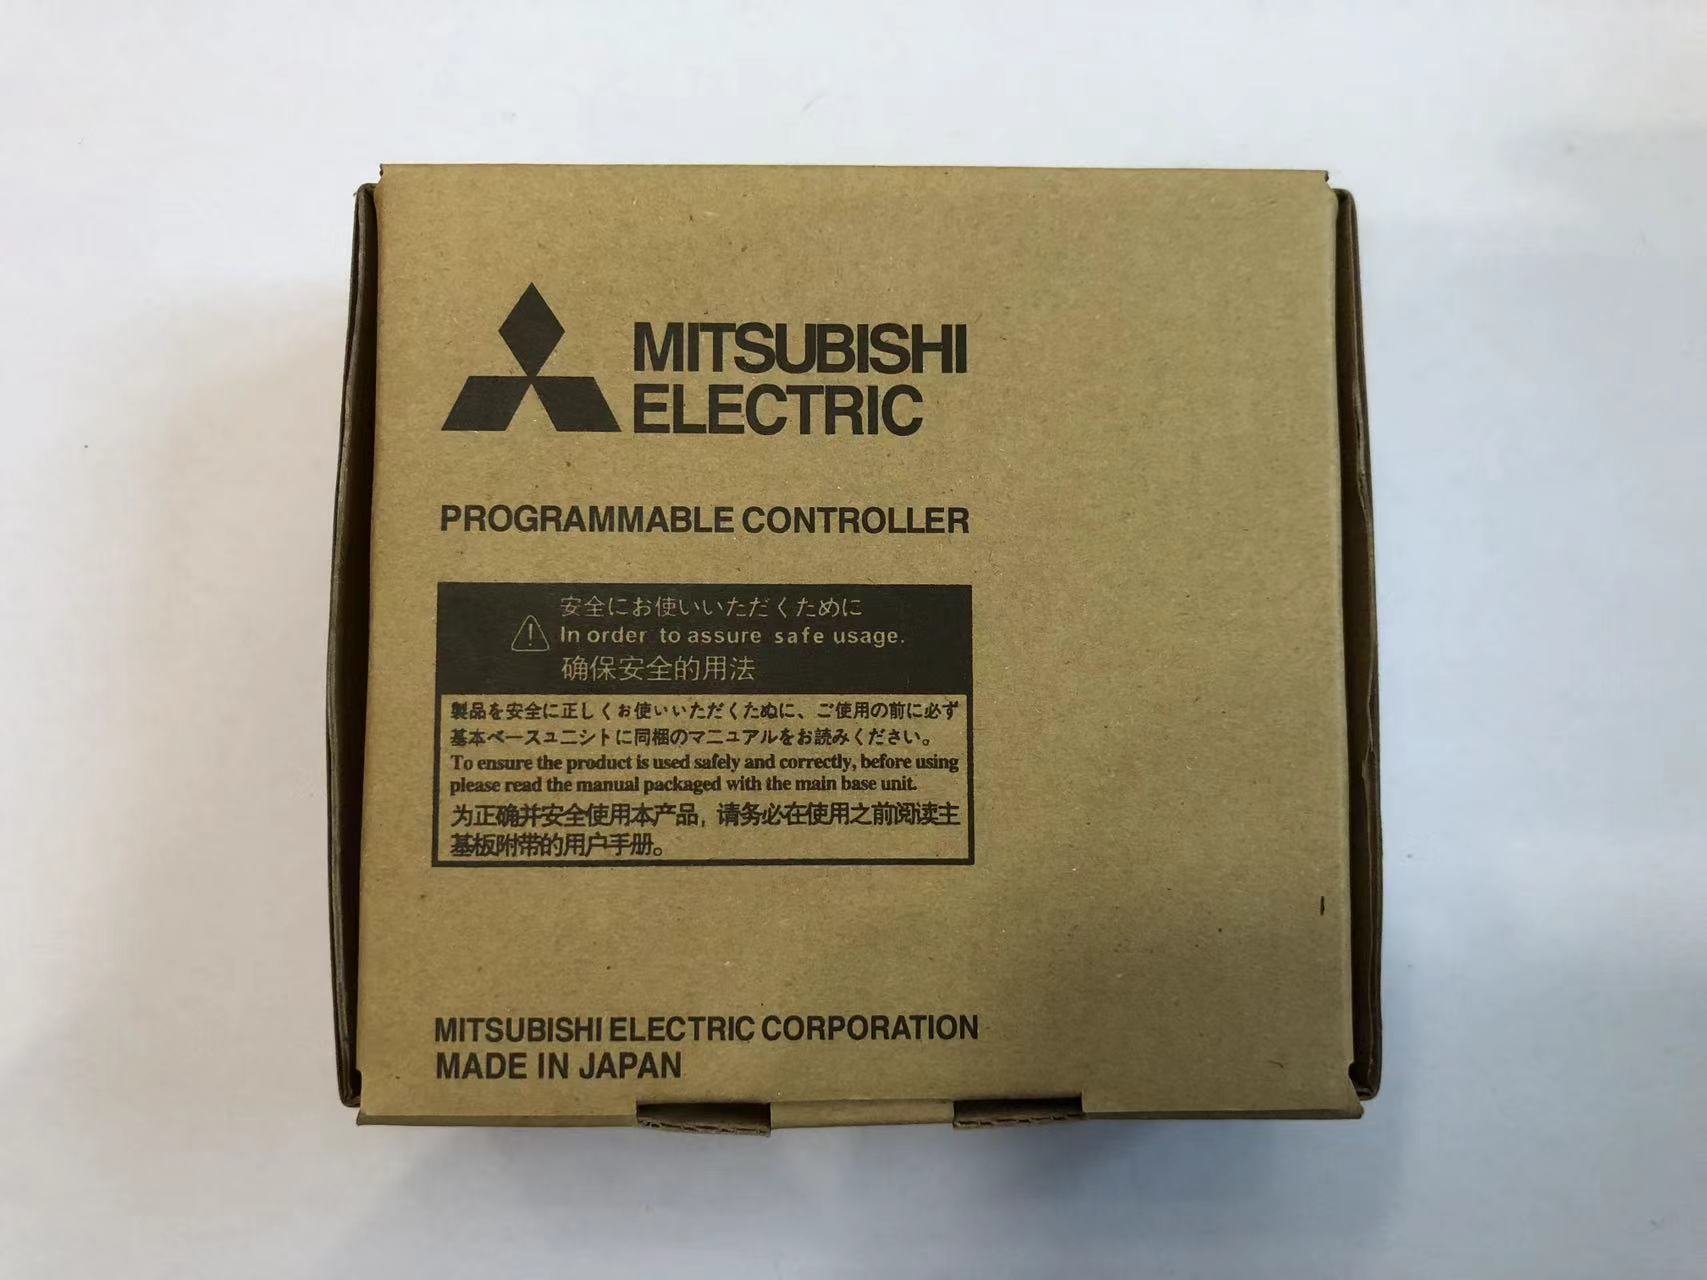 MITSUBISHI
ELECTRIC
PROGRAMMABLE CONTROLLER
安全にお使いいただくために
In order to assure safe usage.
确保安全的用法
製品を安全に正しくお使いいただくたぬに、ご使用の前に必ず
基本ベースユニシトに同梱のマニュアルをお読みください。
To ensure the product is used safely and correctly, before using
please read the manual packaged with the main base unit.
为正确并安全使用本产品，请务必在使用之前阅读主
基板附带的用户手册。
MITSUBISHI ELECTRIC CORPORATION
MADE IN JAPAN